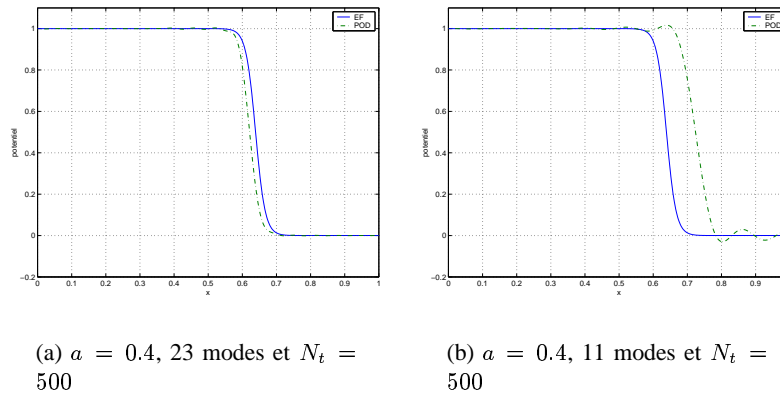 potentiel
1
0.8
0.6
0.4
0.2
0
−0.2
0 0.1 0.2 0.3 0.4 0.5 0.6 0.7 0.8 0.9 1
x
EF
POD
potentiel
1
0.8
0.6
0.4
0.2
0
−0.2
0 0.1 0.2 0.3 0.4 0.5 0.6 0.7 0.8 0.9
x
EF
POD
(a) a = 0.4, 23 modes et N_t =
500
(b) a = 0.4, 11 modes et N_t =
500